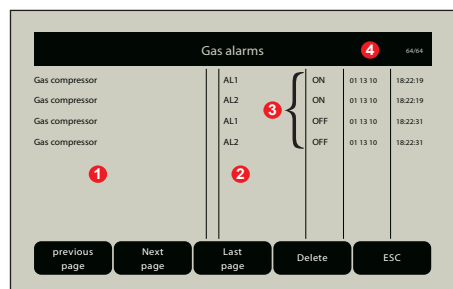 Gas alarms 4 64/64
Gas compressor AL1 ON 01 13 10 18:22:19
Gas compressor AL2 ON 01 13 10 18:22:19
3
Gas compressor AL1 OFF 01 13 10 18:22:31
Gas compressor AL2 OFF 01 13 10 18:22:31
1 2
previous page Next page Last page Delete ESC